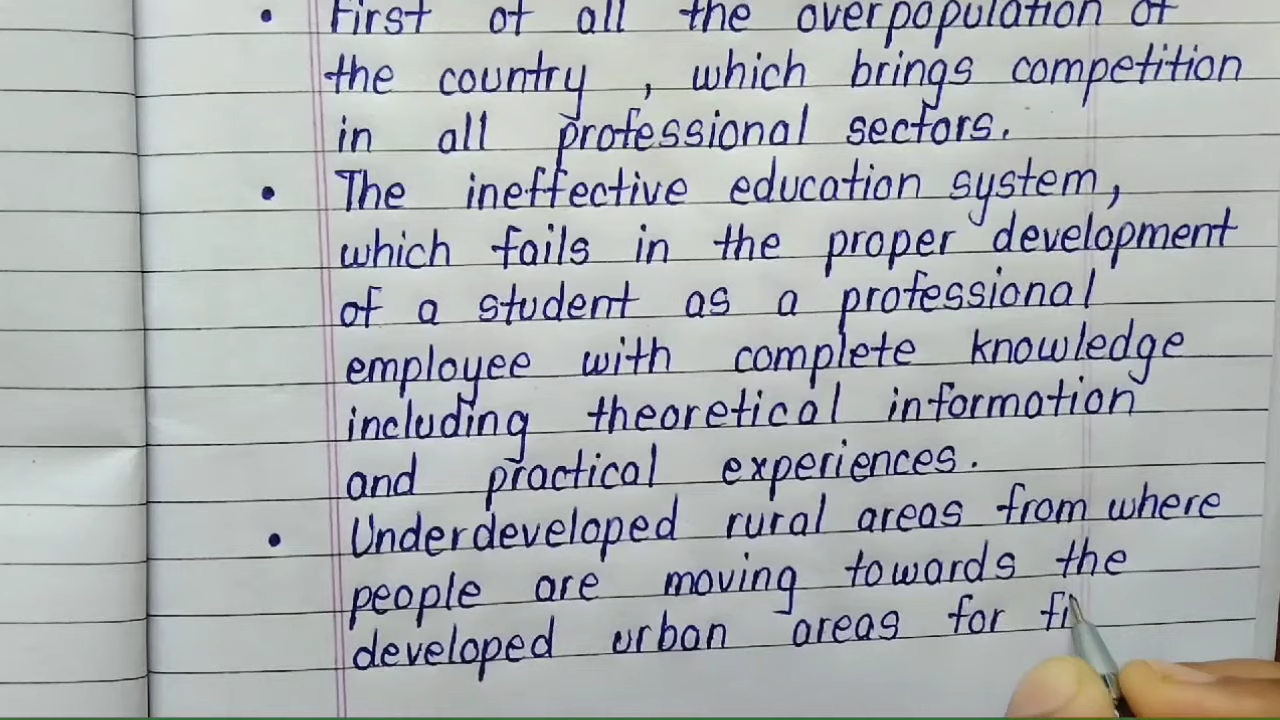 • First of all the overpopulation of
the country , which brings competition
in all professional sectors.
• The ineffective education system,
which fails in the proper development
of a student as a professional
employee with complete knowledge
including theoretical information
and practical experiences.
• Underdeveloped rural areas from where
people are moving towards the
developed urban areas for fi